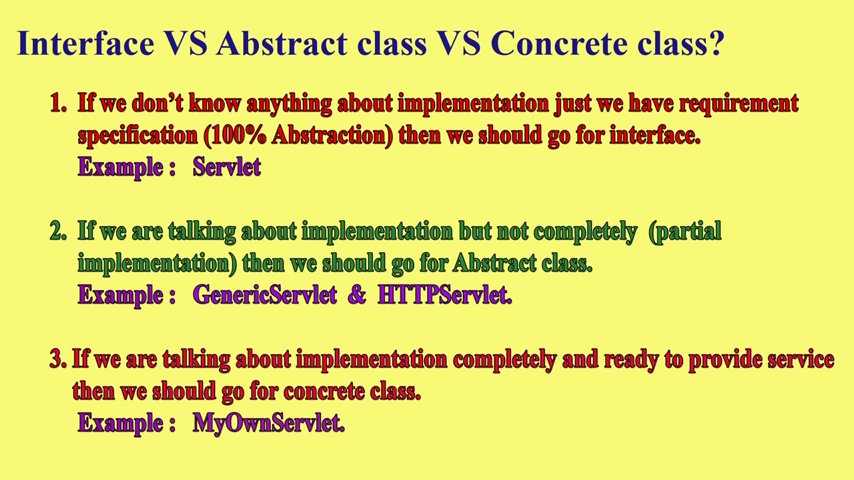 Interface VS Abstract class VS Concrete class?
1. If we don't know anything about implementation just we have requirement
specification (100% Abstraction) then we should go for interface.
Example : Servlet
2. If we are talking about implementation but not completely (partial
implementation) then we should go for Abstract class.
Example : GenericServlet & HTTPServlet.
3. If we are talking about implementation completely and ready to provide service
then we should go for concrete class.
Example : MyOwnServlet.